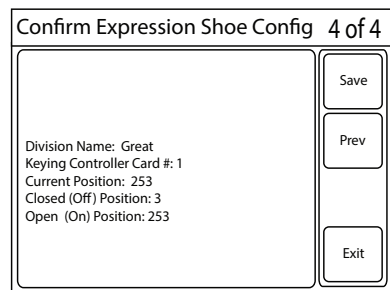 Confirm Expression Shoe Config 4 of 4
Save
Prev
Division Name: Great
Keying Controller Card #: 1
Current Position: 253
Closed (Off) Position: 3
Open (On) Position: 253
Exit